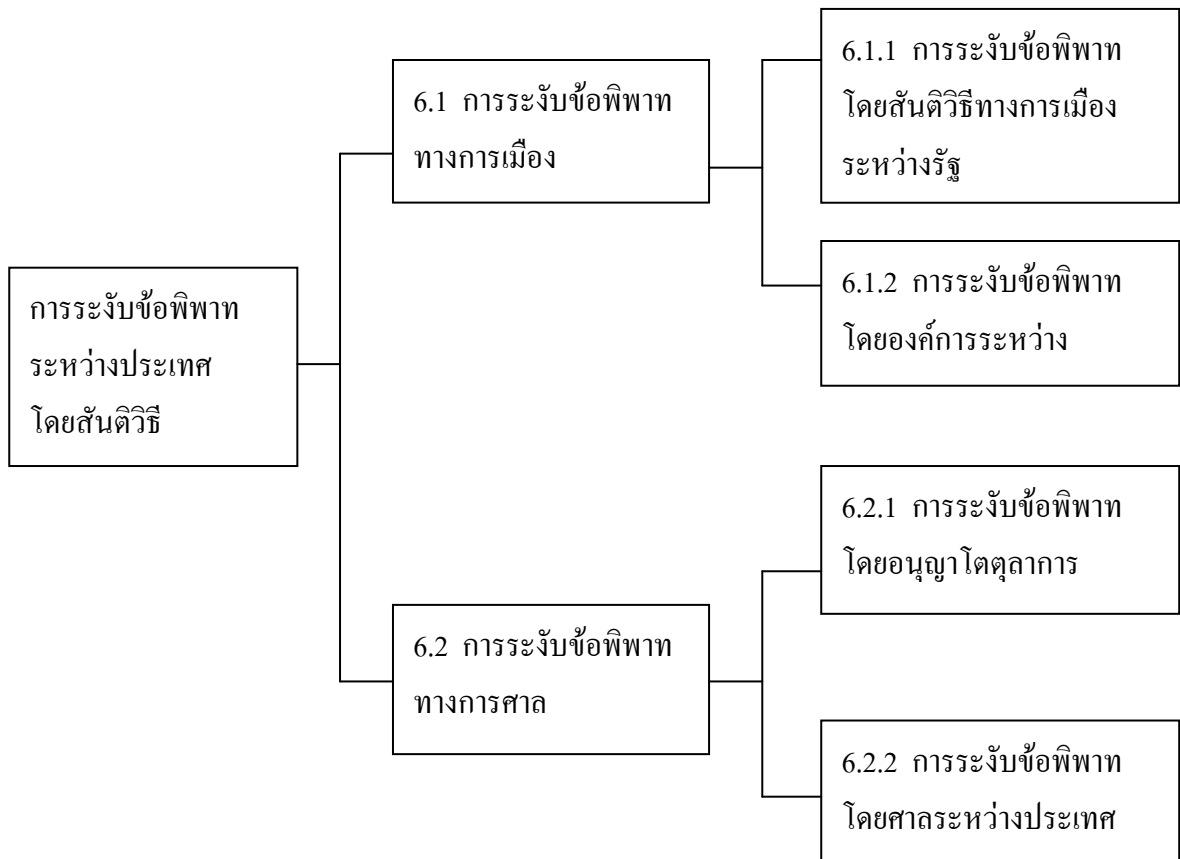 การระงับข้อพิพาท
ระหว่างประเทศ
โดยสันติวิธี
6.1 การระงับข้อพิพาท
ทางการเมือง
6.1.1 การระงับข้อพิพาท
โดยสันติวิธีทางการเมือง
ระหว่างรัฐ
6.1.2 การระงับข้อพิพาท
โดยองค์การระหว่าง
6.2 การระงับข้อพิพาท
ทางการศาล
6.2.1 การระงับข้อพิพาท
โดยอนุญาโตตุลาการ
6.2.2 การระงับข้อพิพาท
โดยศาลระหว่างประเทศ